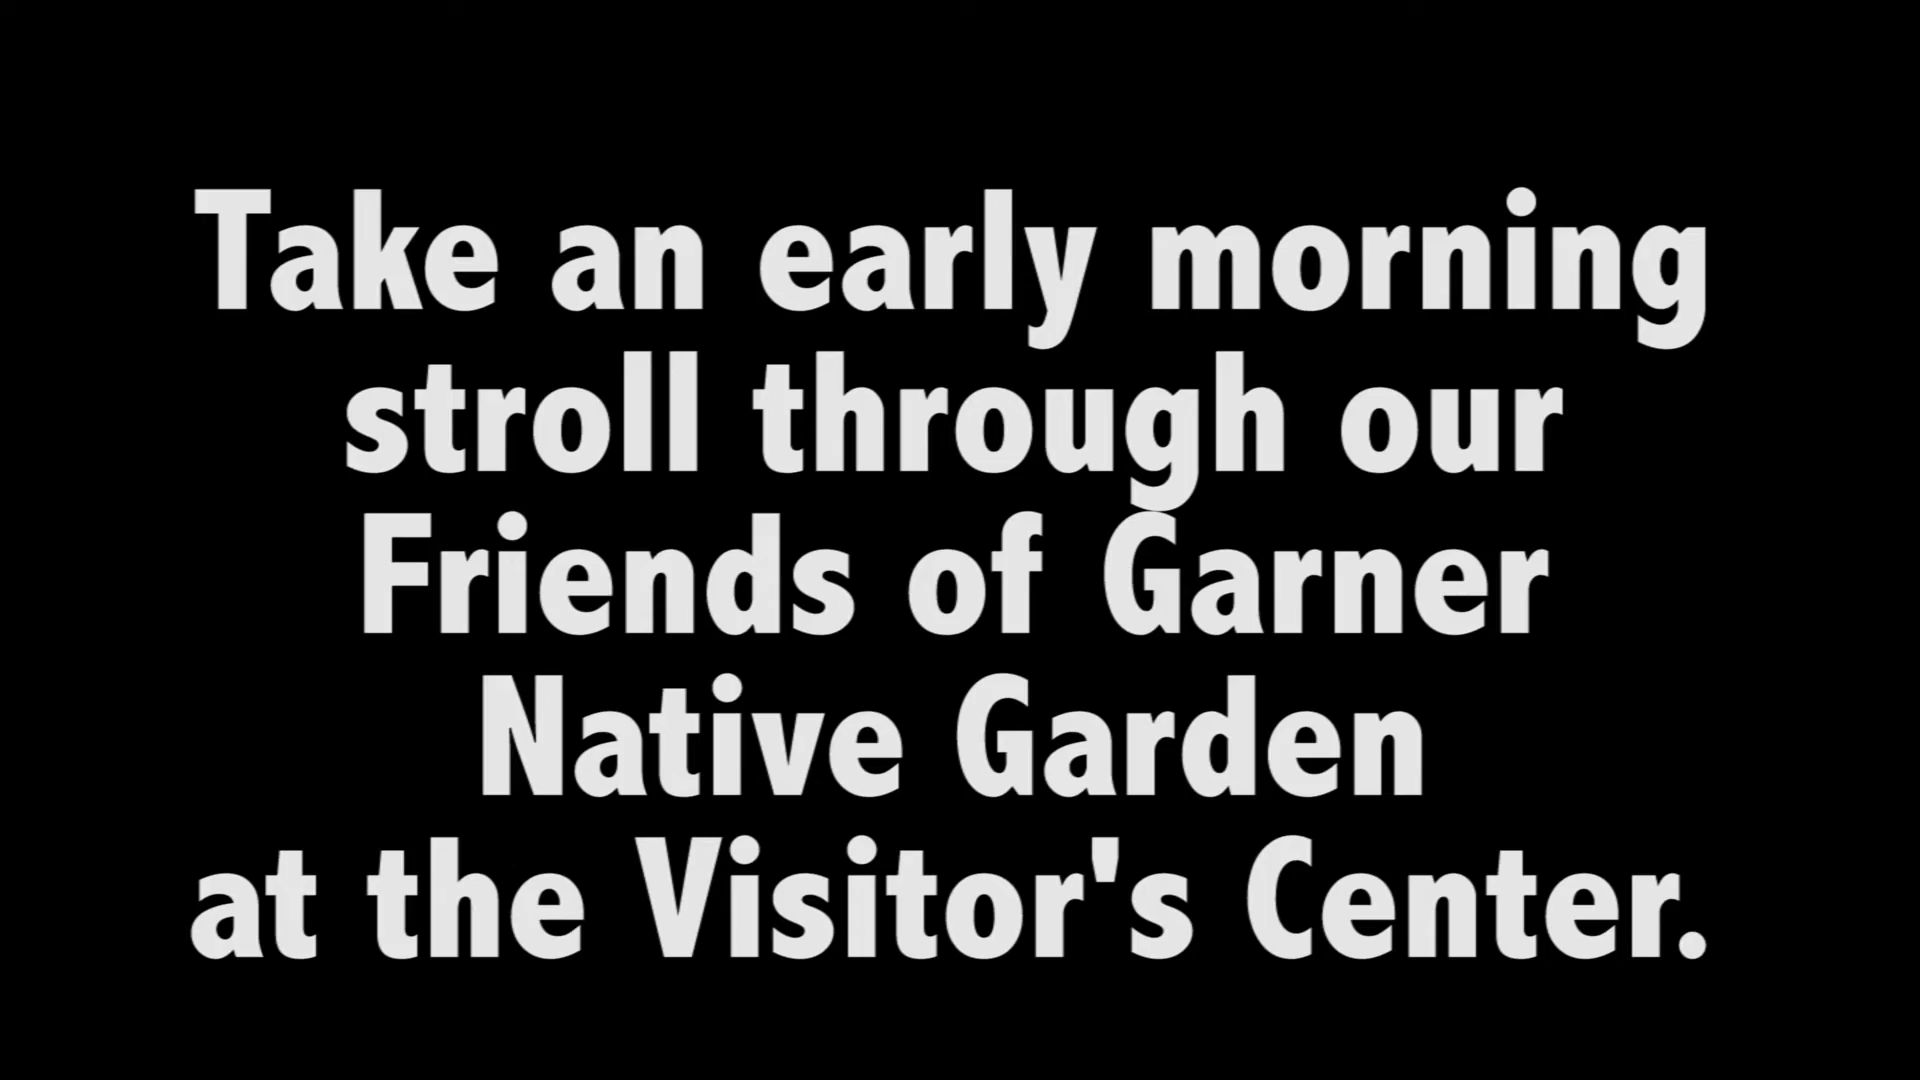 Take an early morning
stroll through our
Friends of Garner
Native Garden
at the Visitor's Center.